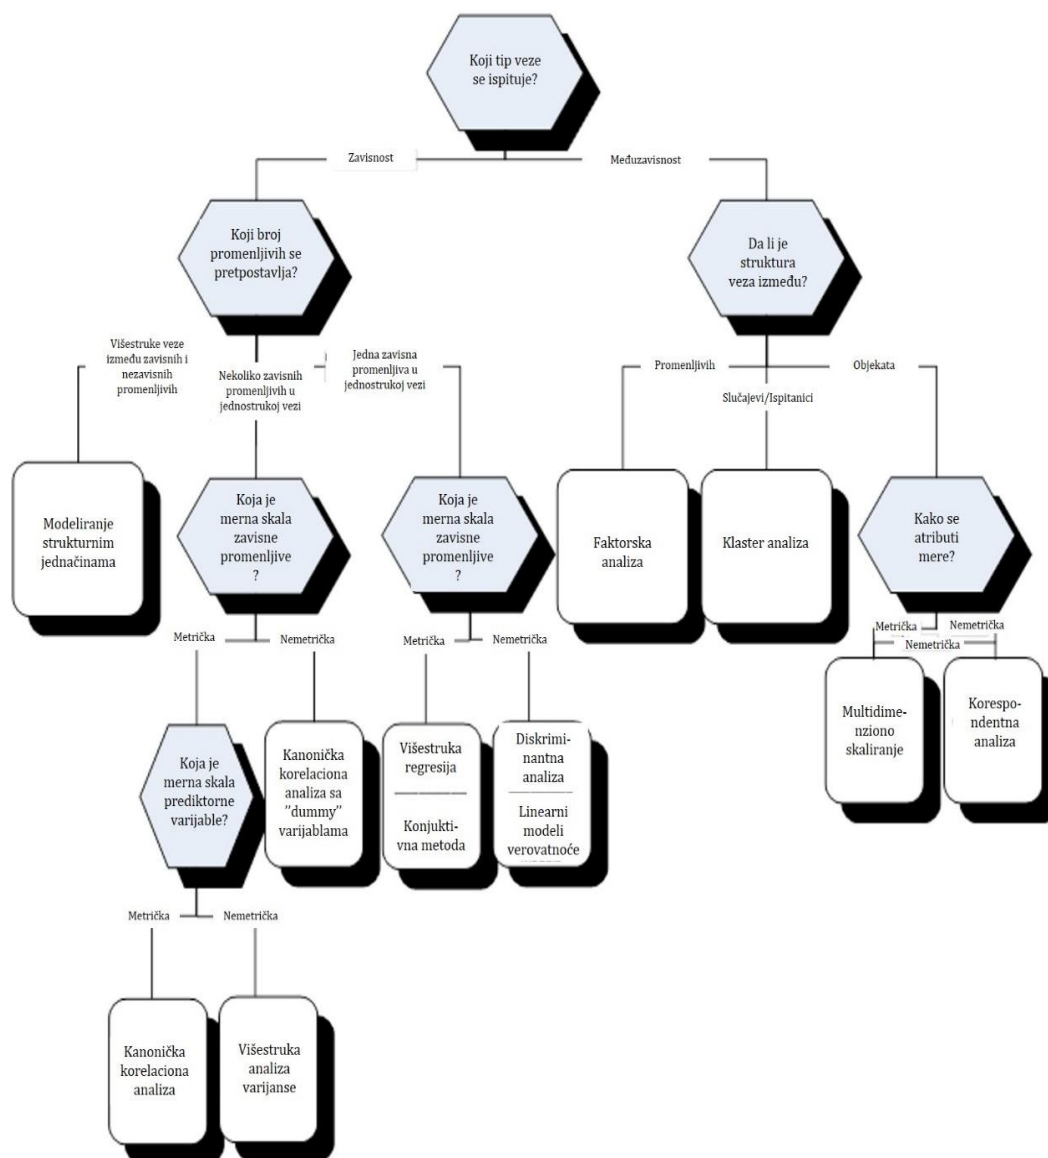 Koji tip veze
se ispituje?
Zavisnost
Međuzavisnost
Koji broj
promenljivih se
pretpostavlja?
Da li je
struktura
veza između?
Višestruke veze
između zavisnih i
nezavisnih
promenljivih
Nekoliko zavisnih
promenljivih u
jednostrukoj vezi
Jedna zavisna
promenljiva u
jednostrukoj vezi
Promenljivih
Slučajevi/Ispitanici
Objekata
Modeliranje
strukturnim
jednačinama
Koja je
merna skala
zavisne
promenljive
?
Koja je
merna skala
zavisne
promenljive
?
Faktorska
analiza
Klaster analiza
Kako se
atributi
mere?
Metrička
Nemetrička
Metrička
Nemetrička
Metrička
Nemetrička
Nemetrička
Koja je
merna skala
prediktorne
varijable?
Kanonička
korelaciona
analiza sa
”dummy”
varijablama
Višestruka
regresija
Konjukti-
vna metoda
Diskrimi-
nantna
analiza
Linearni
modeli
verovatnoće
Multidime-
nziono
skaliranje
Korespo-
ndentna
analiza
Metrička
Nemetrička
Kanonička
korelaciona
analiza
Višestruka
analiza
varijanse